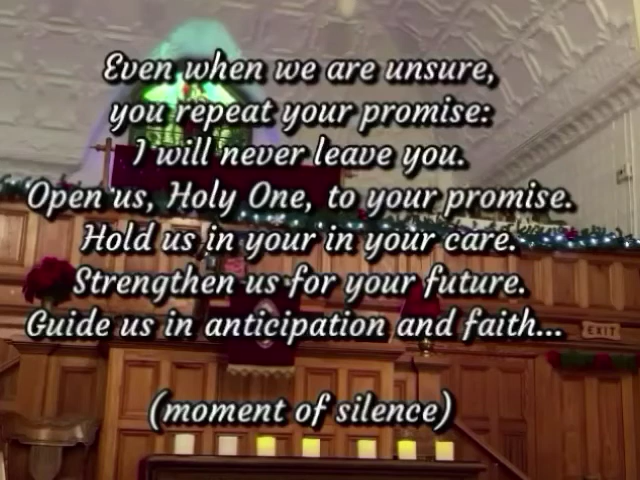 Even when we are unsure,
you repeat your promise:
I will never leave you.
Open us, Holy One, to your promise.
Hold us in your in your care.
Strengthen us for your future.
Guide us in anticipation and faith...
EXIT
(moment of silence)